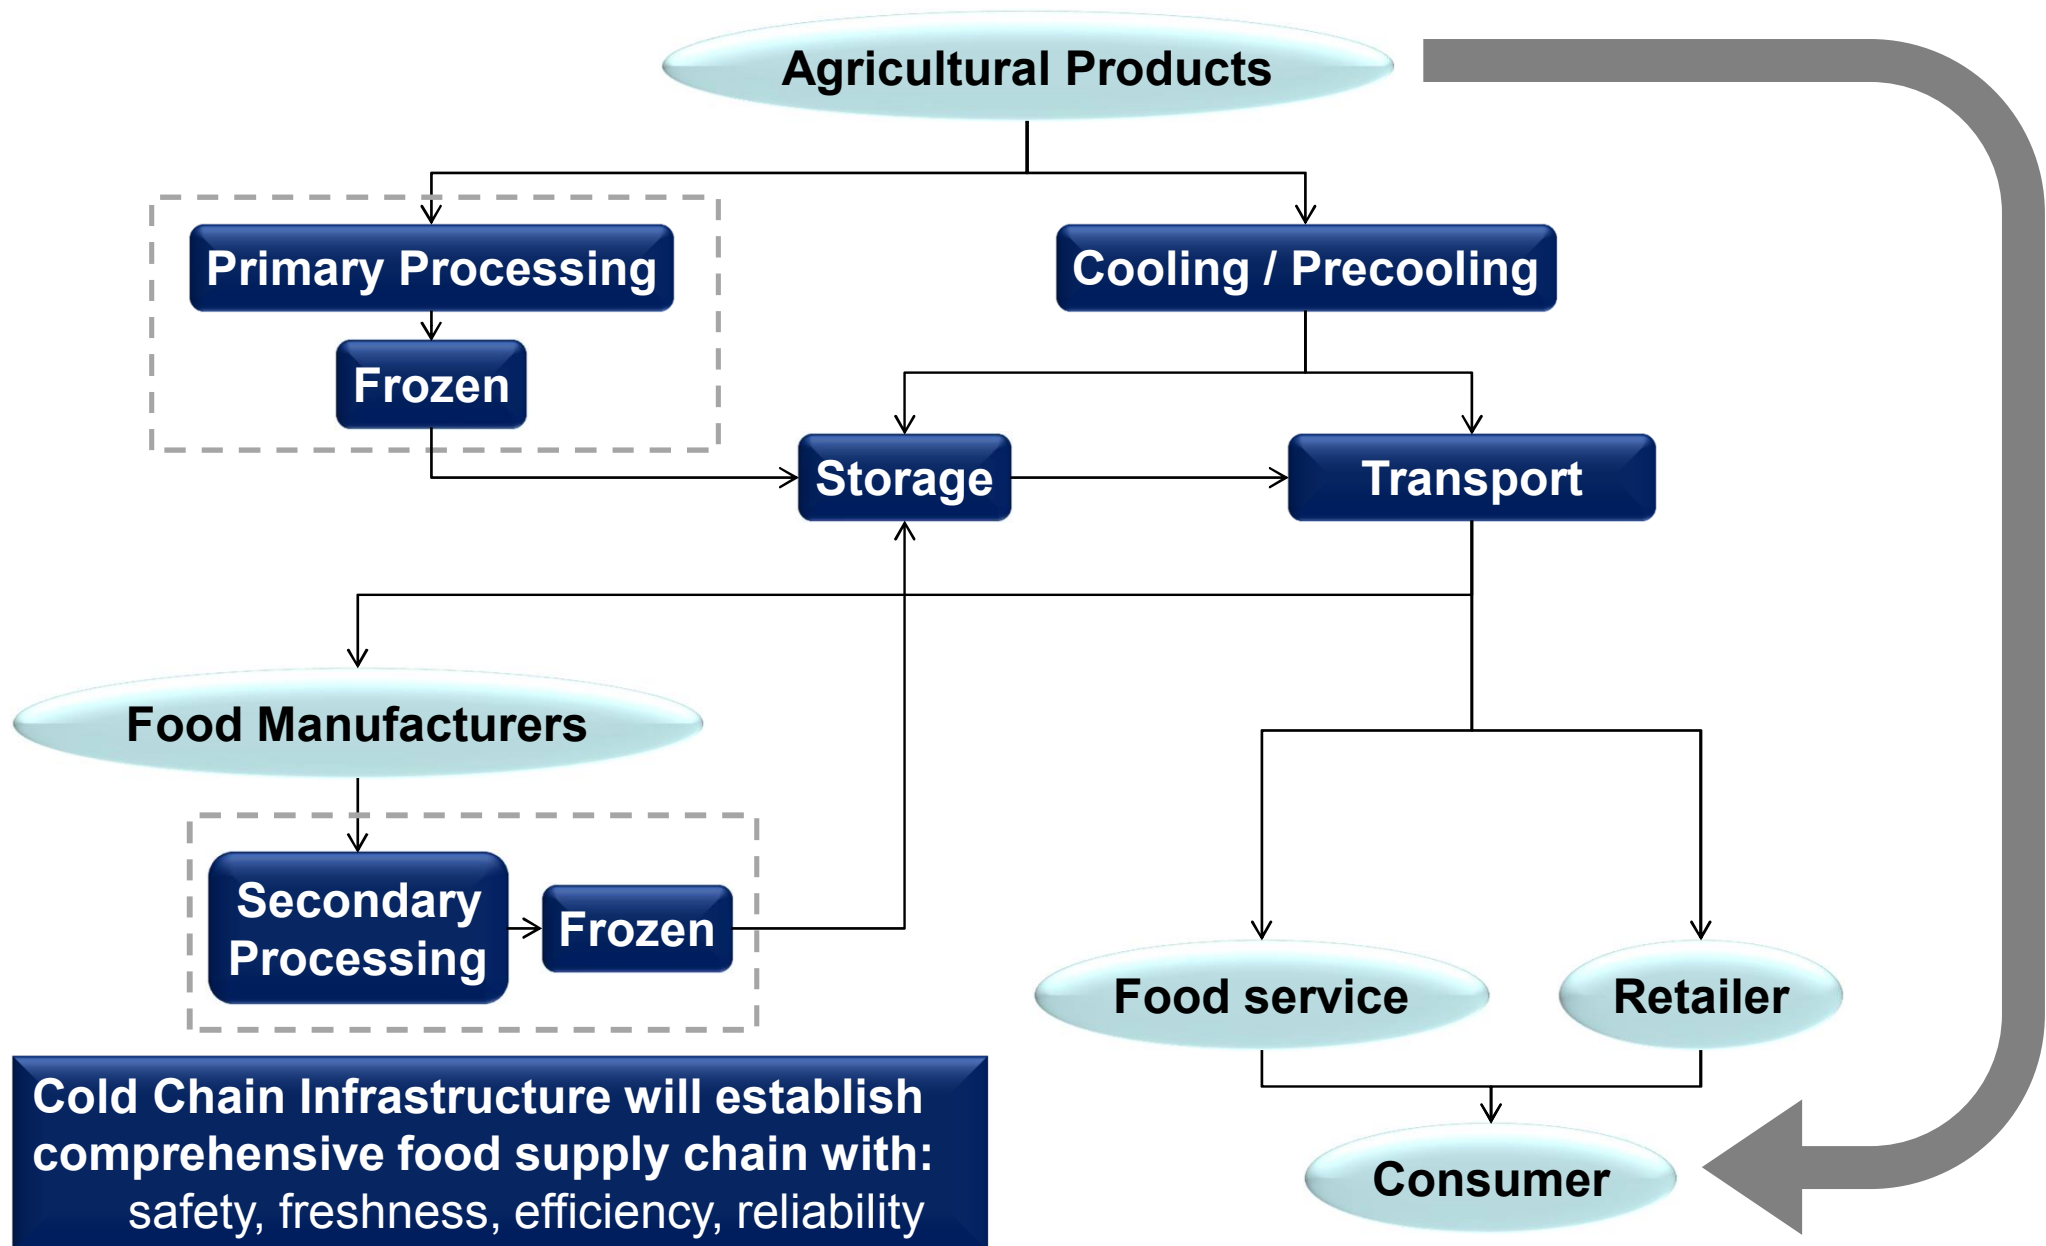 Agricultural Products
Primary Processing
Cooling / Precooling
Frozen
Storage
Transport
Food Manufacturers
Secondary
Processing
Frozen
Food service
Retailer
Cold Chain Infrastructure will establish
comprehensive food supply chain with:
safety, freshness, efficiency, reliability
Consumer